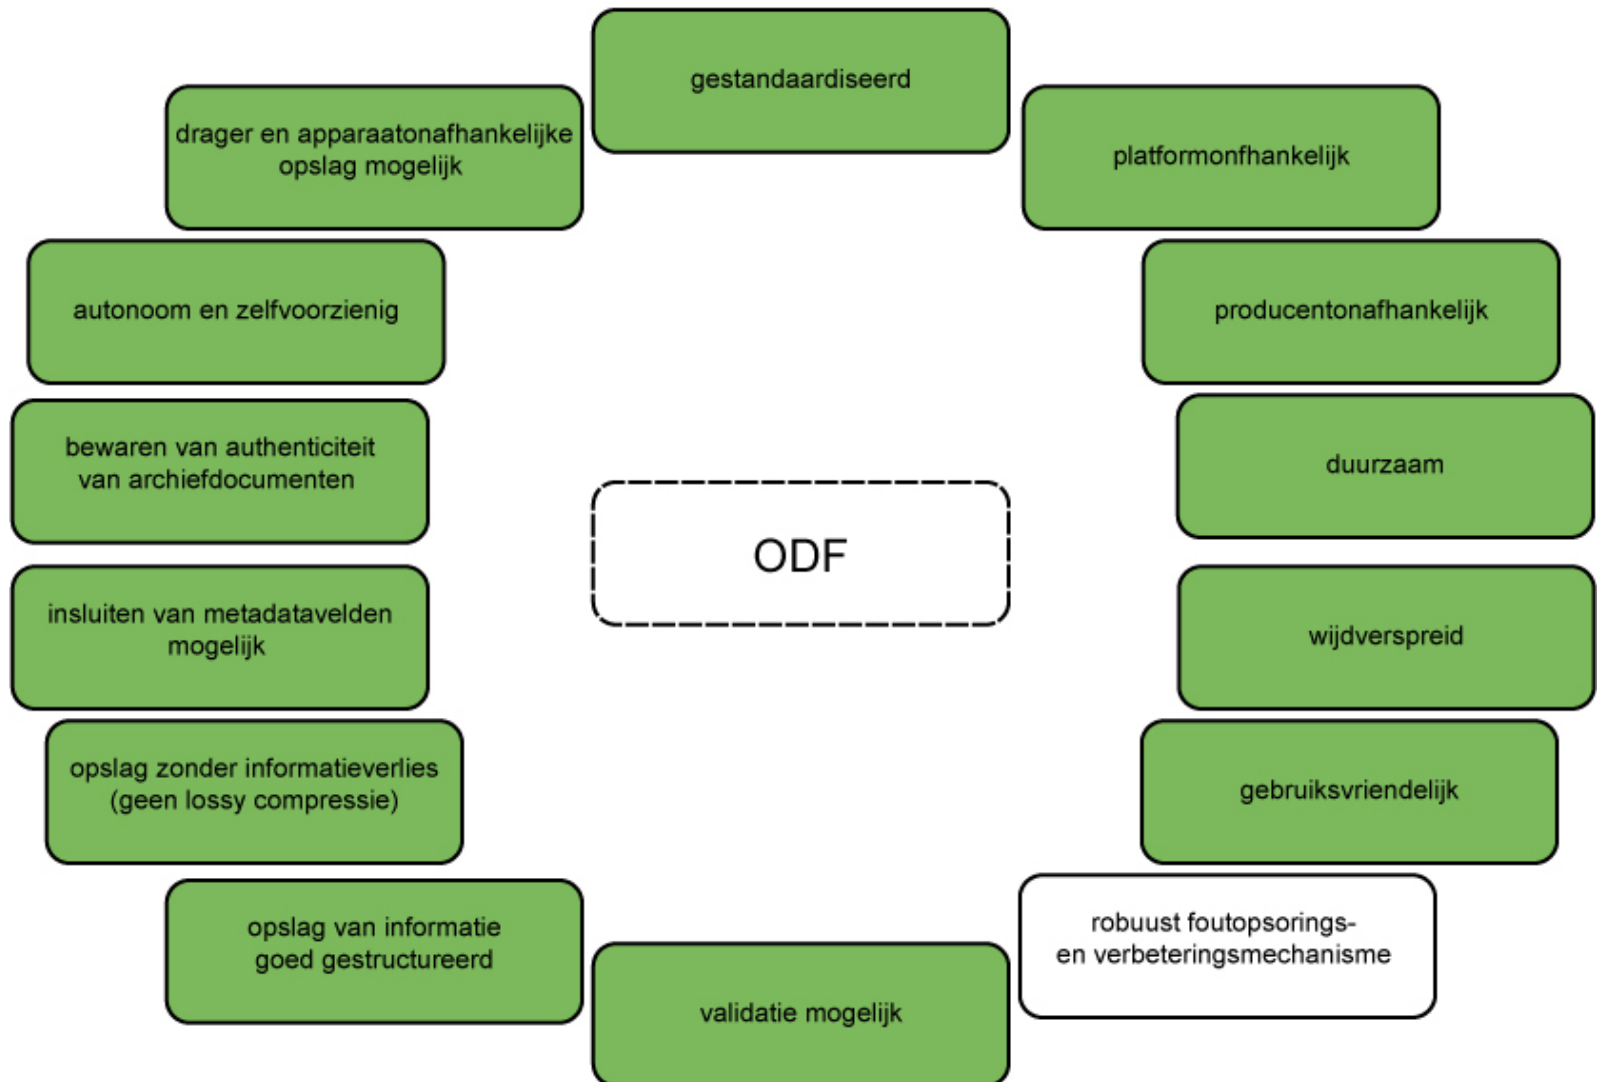 gestandaardiseerd
platformonfhankelijk
producentonafhankelijk
duurzaam
wijdverspreid
gebruiksvriendelijk
robuust foutopsorings-
en verbeteringsmechanisme
validatie mogelijk
opslag van informatie
goed gestructureerd
opslag zonder informatieverlies
(geen lossy compressie)
insluiten van metadatavelden
mogelijk
bewaren van authenticiteit
van archiefdocumenten
autonoom en zelfvoorzienig
drager en apparaatonafhankelijke
opslag mogelijk
ODF